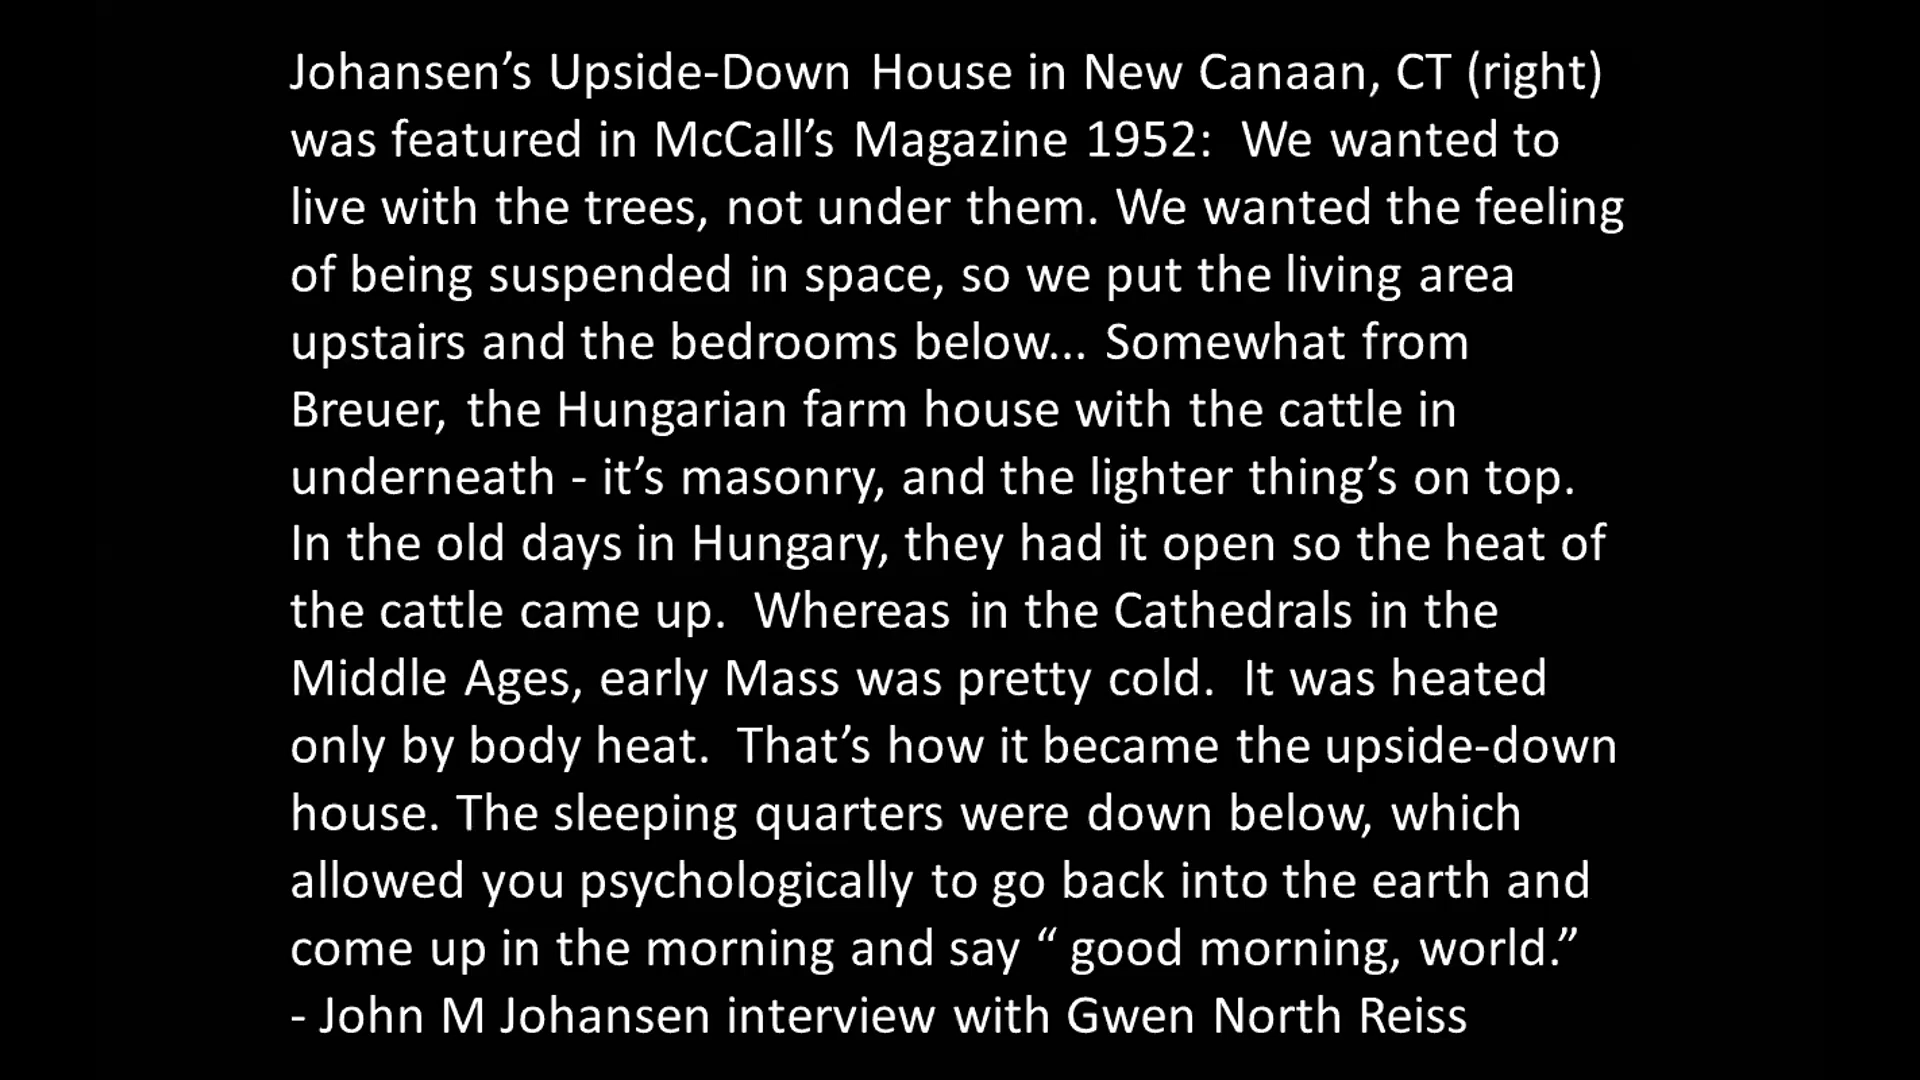 Johansen’s Upside-Down House in New Canaan, CT (right)
was featured in McCall’s Magazine 1952:  We wanted to
live with the trees, not under them. We wanted the feeling
of being suspended in space, so we put the living area
upstairs and the bedrooms below... Somewhat from
Breuer, the Hungarian farm house with the cattle in
underneath - it’s masonry, and the lighter thing’s on top.
In the old days in Hungary, they had it open so the heat of
the cattle came up.  Whereas in the Cathedrals in the
Middle Ages, early Mass was pretty cold.  It was heated
only by body heat.  That’s how it became the upside-down
house. The sleeping quarters were down below, which
allowed you psychologically to go back into the earth and
come up in the morning and say “ good morning, world.”
- John M Johansen interview with Gwen North Reiss